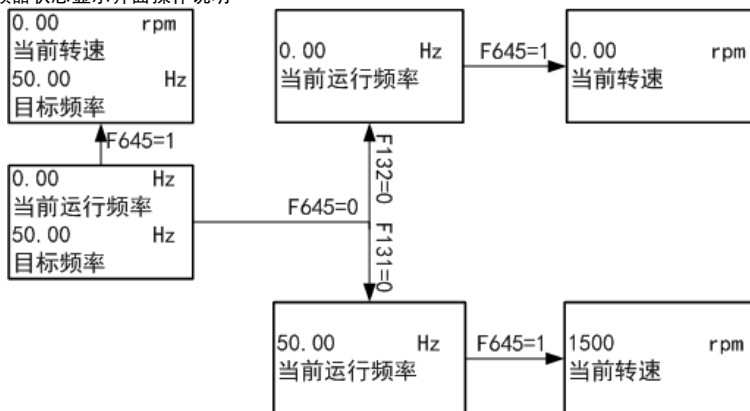 0.00 rpm
当前转速
50.00 Hz
目标频率
0.00 Hz
当前运行频率
F645=1
0.00 rpm
当前转速
F645=1
0.00 Hz
当前运行频率
50.00 Hz
目标频率
F645=0
F132=0
F131=0
50.00 Hz
当前运行频率
F645=1
1500 rpm
当前转速